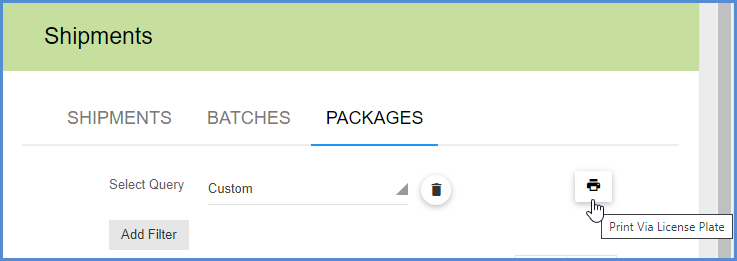 Shipments
SHIPMENTS BATCHES PACKAGES
Select Query Custom
Print Via License Plate
Add Filter